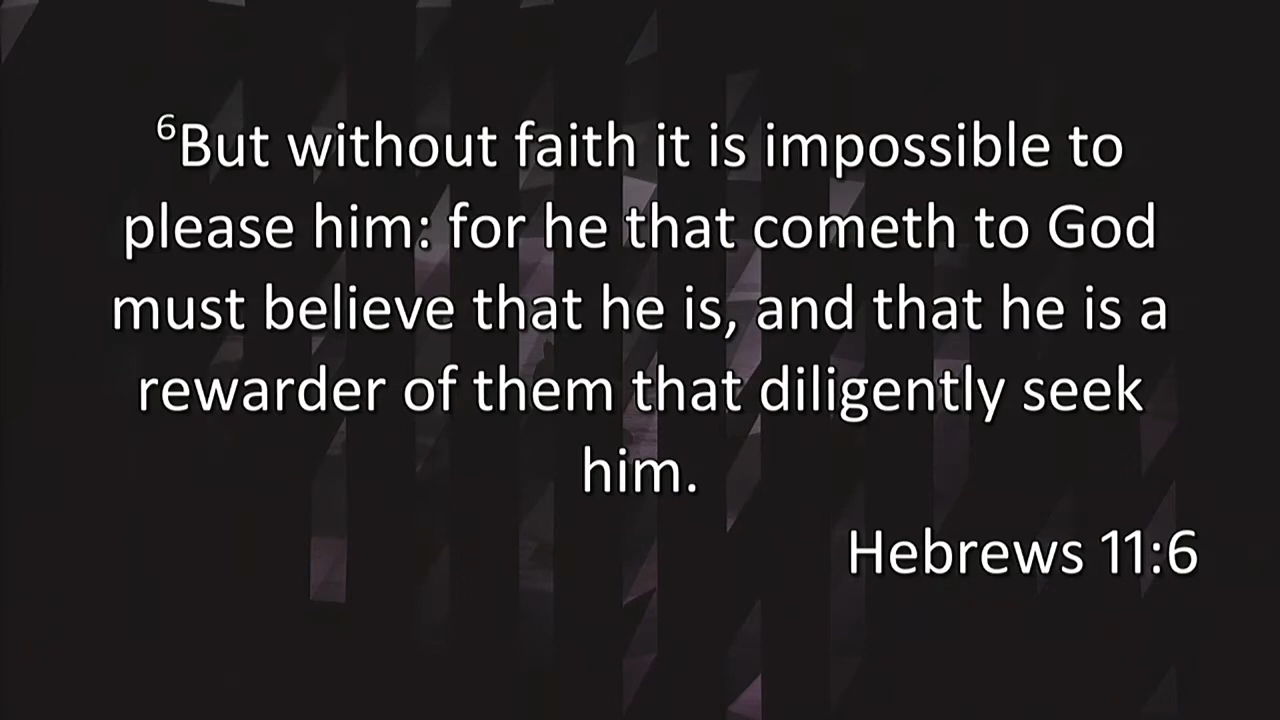 ⁶But without faith it is impossible to
please him: for he that cometh to God
must believe that he is, and that he is a
rewarder of them that diligently seek
him.
Hebrews 11:6